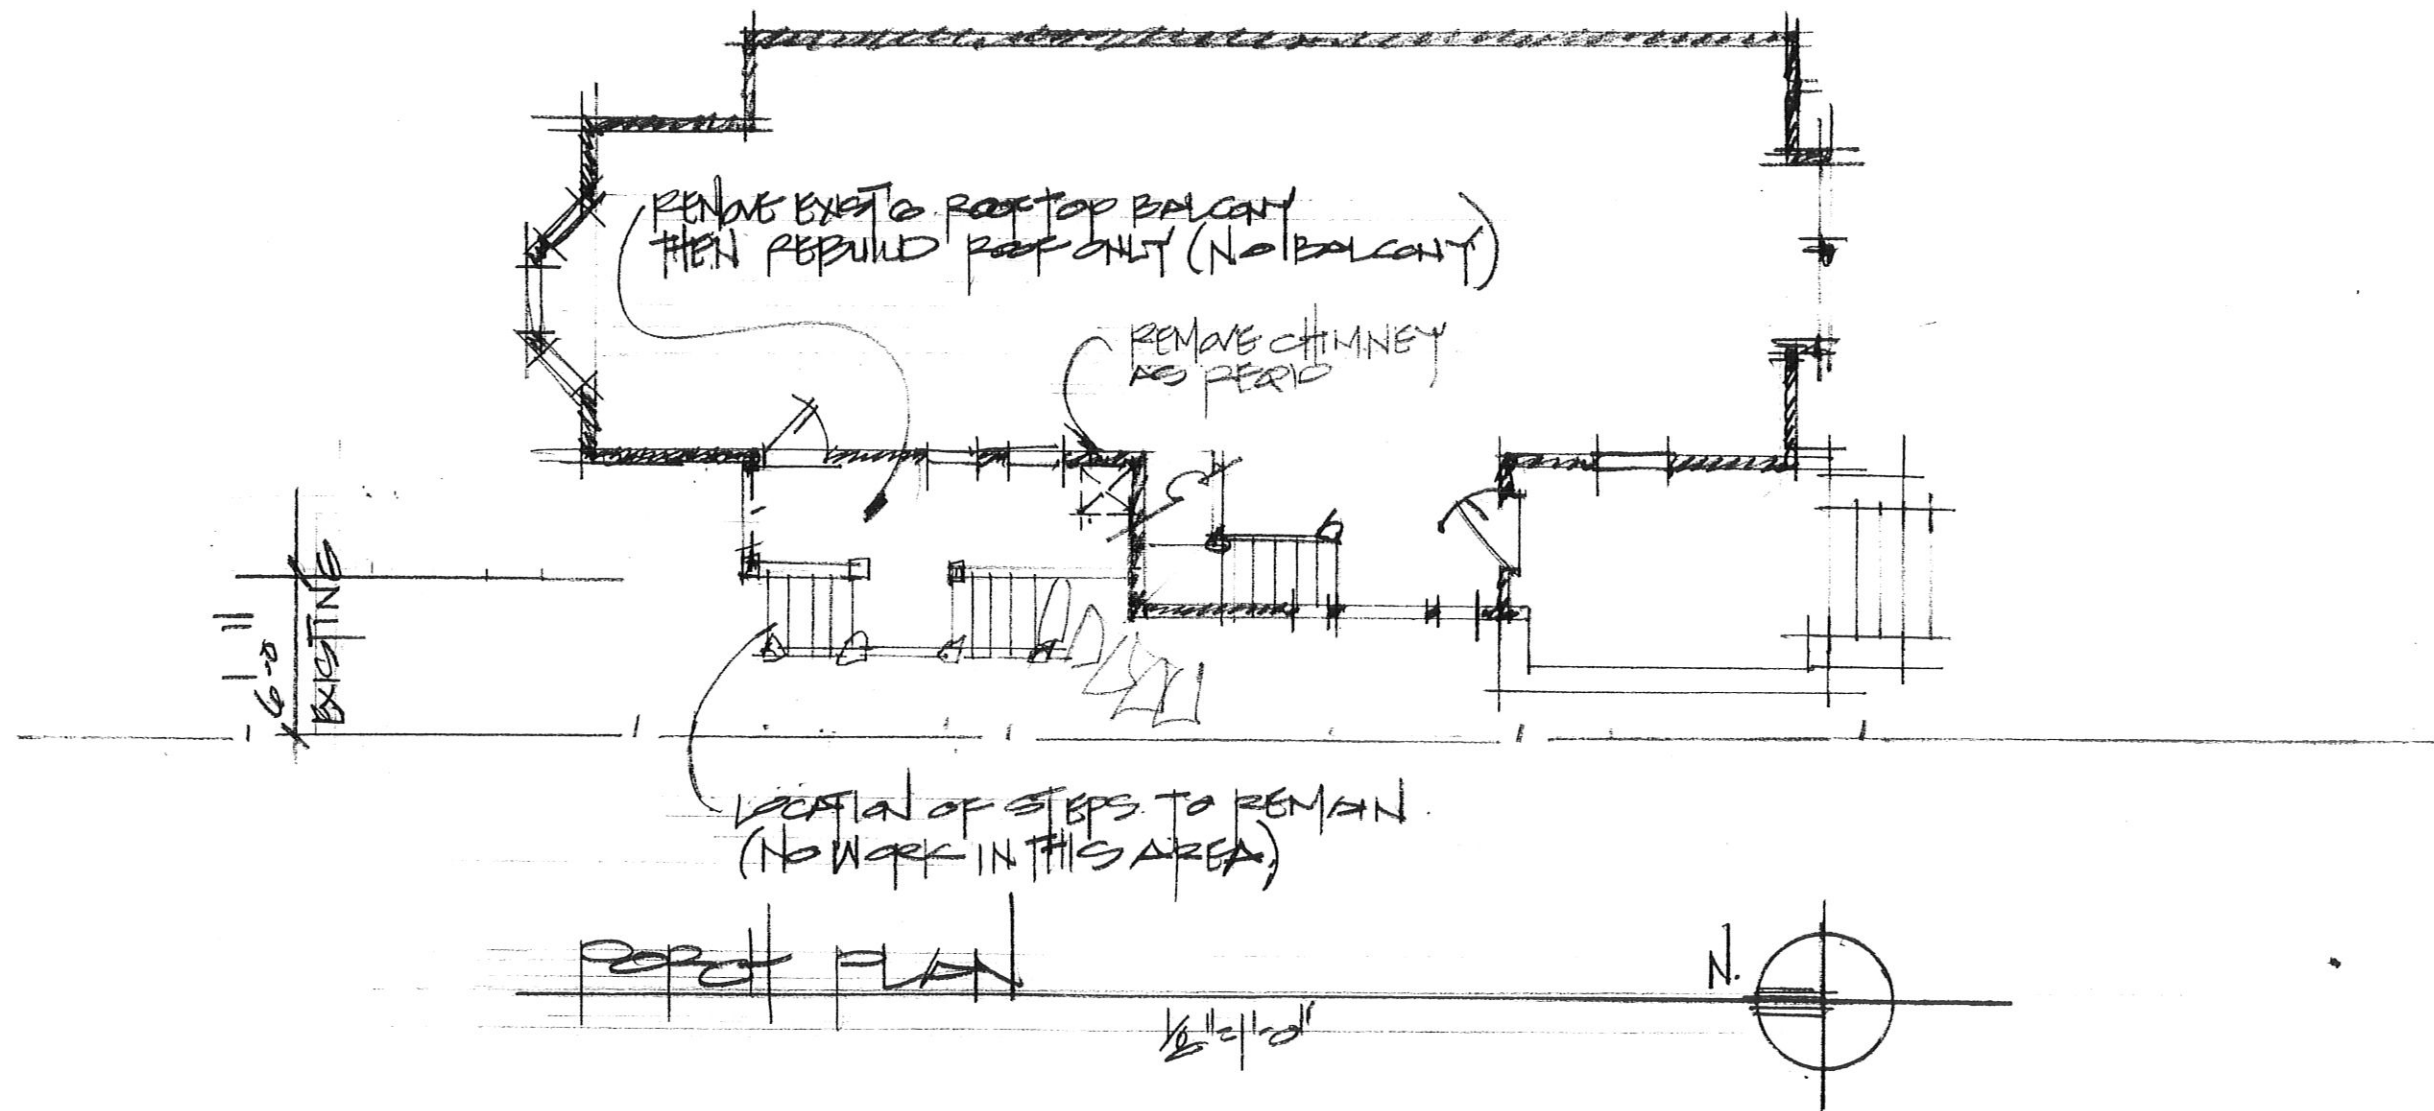 REMOVE EXIST'G ROOFTOP BALCONY
THEN REBUILD ROOF ONLY (NO BALCONY)
REMOVE CHIMNEY
AS REQ'D
6'-0"
EXISTING
LOCATION OF STEPS TO REMAIN.
(NO WORK IN THIS AREA)
PORCH PLAN
1/8"=1'-0"
N.